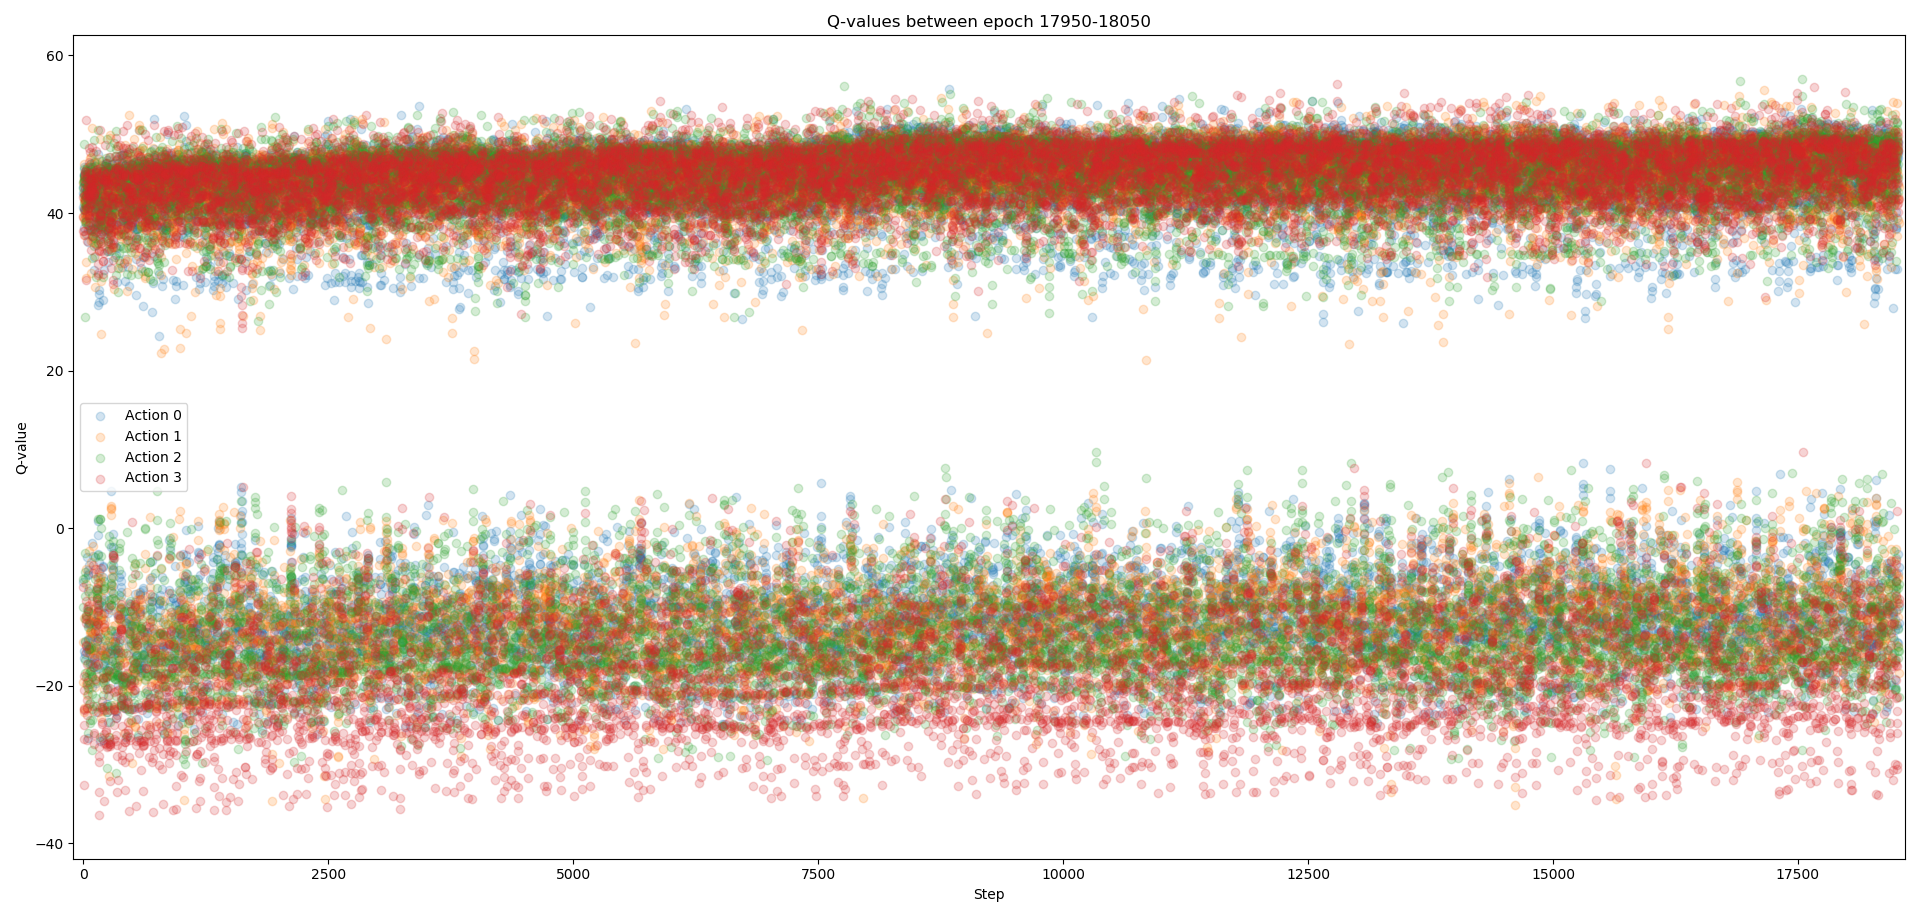 Q-values between epoch 17950-18050
60
40
20
0
−20
−40
Q-value
Action 0
Action 1
Action 2
Action 3
0
2500
5000
7500
10000
12500
15000
17500
Step